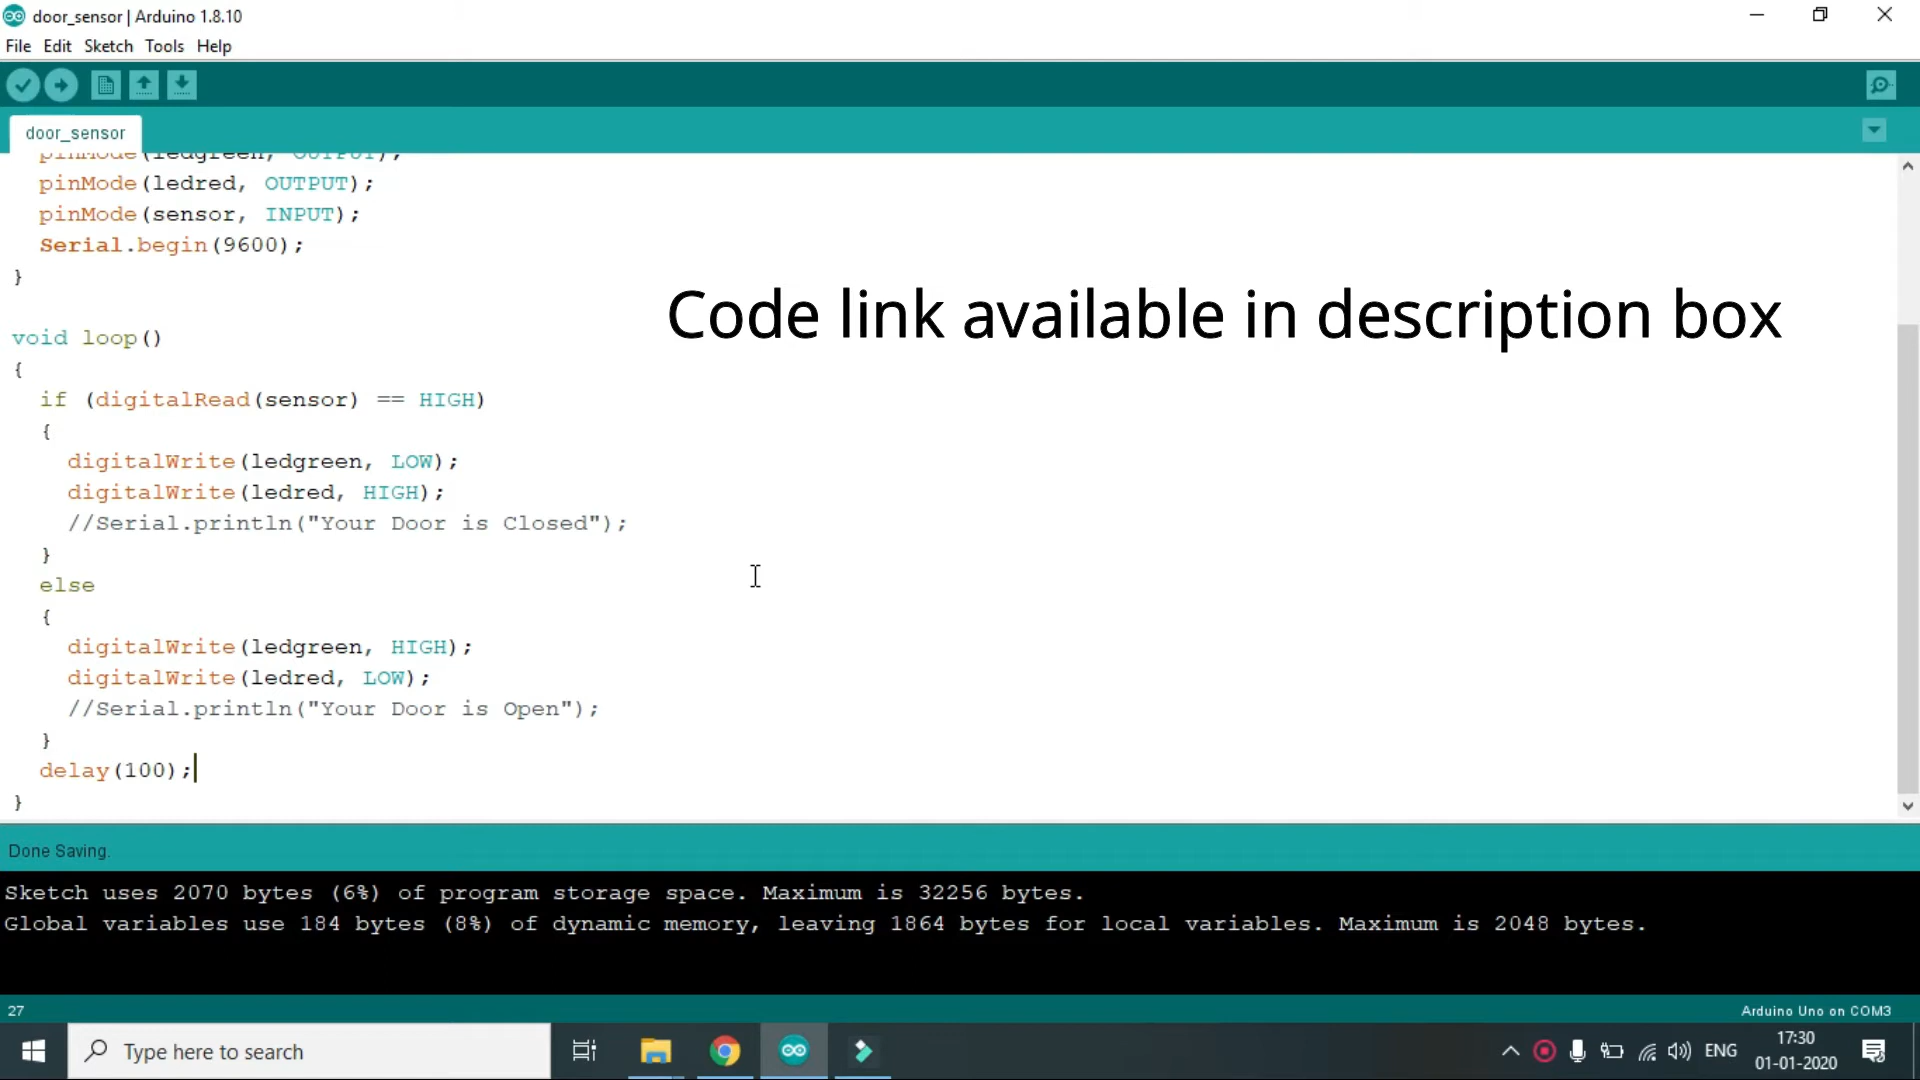 door_sensor | Arduino 1.8.10
File Edit Sketch Tools Help
door_sensor
pinMode(ledgreen, OUTPUT);
pinMode(ledred, OUTPUT);
pinMode(sensor, INPUT);
Serial.begin(9600);
}
Code link available in description box
void loop()
{
if (digitalRead(sensor) == HIGH)
{
digitalWrite(ledgreen, LOW);
digitalWrite(ledred, HIGH);
//Serial.println("Your Door is Closed");
}
else
{
digitalWrite(ledgreen, HIGH);
digitalWrite(ledred, LOW);
//Serial.println("Your Door is Open");
}
delay(100);
}
Done Saving.
Sketch uses 2070 bytes (6%) of program storage space. Maximum is 32256 bytes.
Global variables use 184 bytes (8%) of dynamic memory, leaving 1864 bytes for local variables. Maximum is 2048 bytes.
27
Arduino Uno on COM3
Type here to search
ENG
17:30
01-01-2020